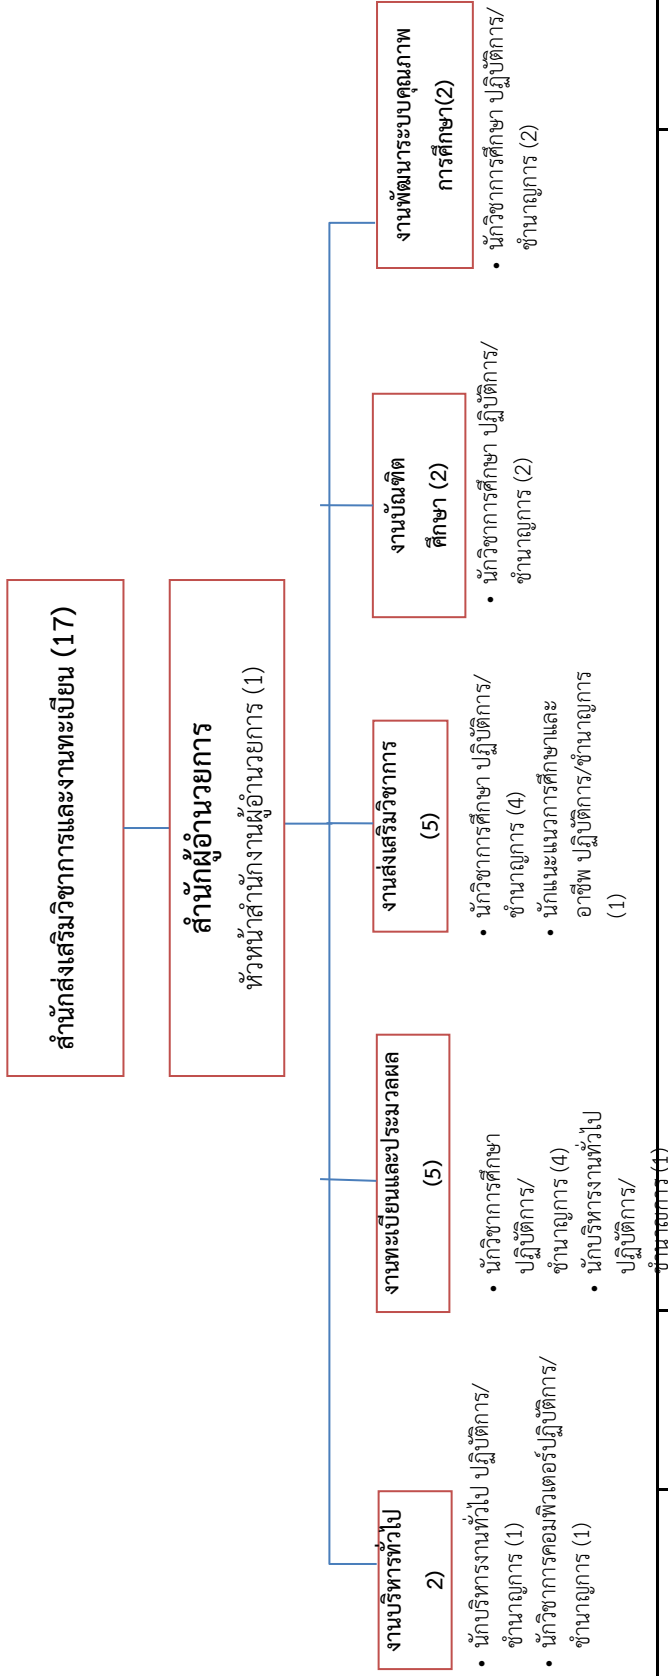 สำนักส่งเสริมวิชาการและงานทะเบียน (17)
สำนักผู้อำนวยการ
หัวหน้าสำนักงานผู้อำนวยการ (1)
งานบริหารทั่วไป
2)
• นักบริหารงานทั่วไป ปฏิบัติการ/
ชำนาญการ (1)
• นักวิชาการคอมพิวเตอร์ปฏิบัติการ/
ชำนาญการ (1)
งานทะเบียนและประมวลผล
(5)
• นักวิชาการศึกษา
ปฏิบัติการ/
ชำนาญการ (4)
• นักบริหารงานทั่วไป
ปฏิบัติการ/
ชำนาญการ (1)
งานส่งเสริมวิชาการ
(5)
• นักวิชาการศึกษา ปฏิบัติการ/
ชำนาญการ (4)
• นักแนะแนวการศึกษาและ
อาชีพ ปฏิบัติการ/ชำนาญการ
(1)
งานบัณฑิต
ศึกษา (2)
• นักวิชาการศึกษา ปฏิบัติการ/
ชำนาญการ (2)
งานพัฒนาระบบคุณภาพ
การศึกษา(2)
• นักวิชาการศึกษา ปฏิบัติการ/
ชำนาญการ (2)